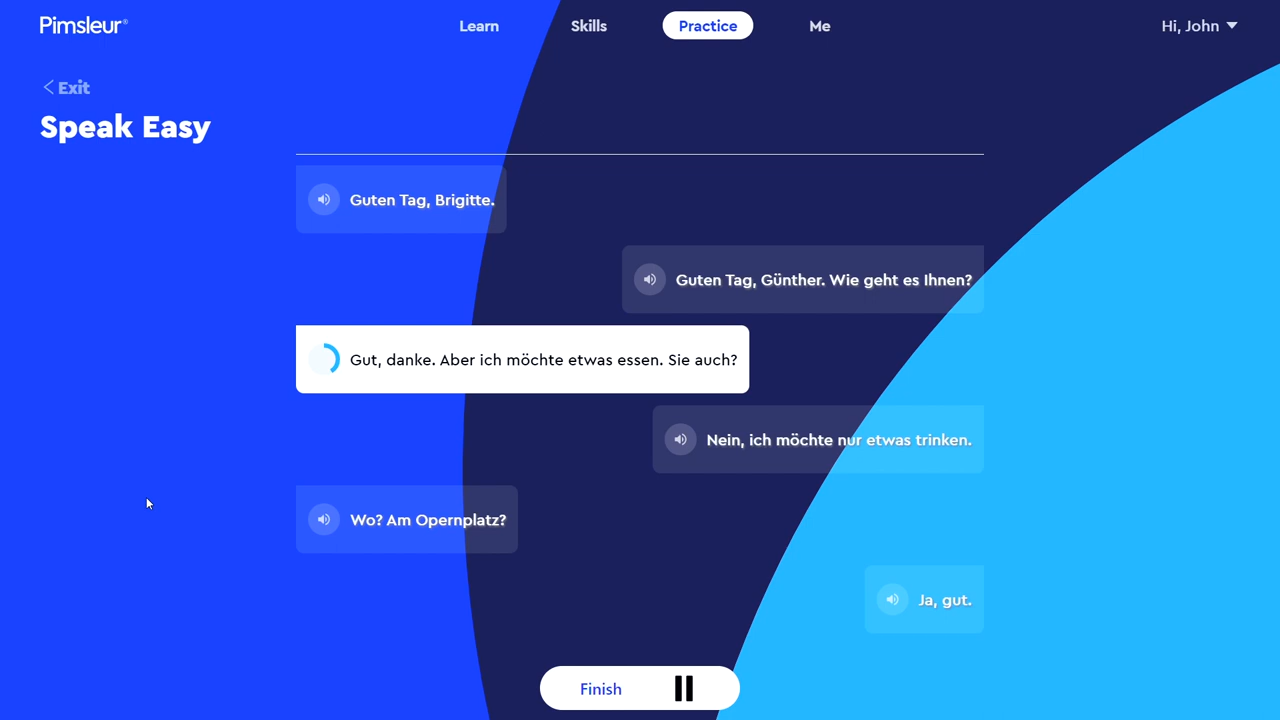 Pimsleur®
Learn
Skills
Practice
Me
Hi, John
Exit
Speak Easy
Guten Tag, Brigitte.
Guten Tag, Günther. Wie geht es Ihnen?
Gut, danke. Aber ich möchte etwas essen. Sie auch?
Nein, ich möchte nur etwas trinken.
Wo? Am Opernplatz?
Ja, gut.
Finish